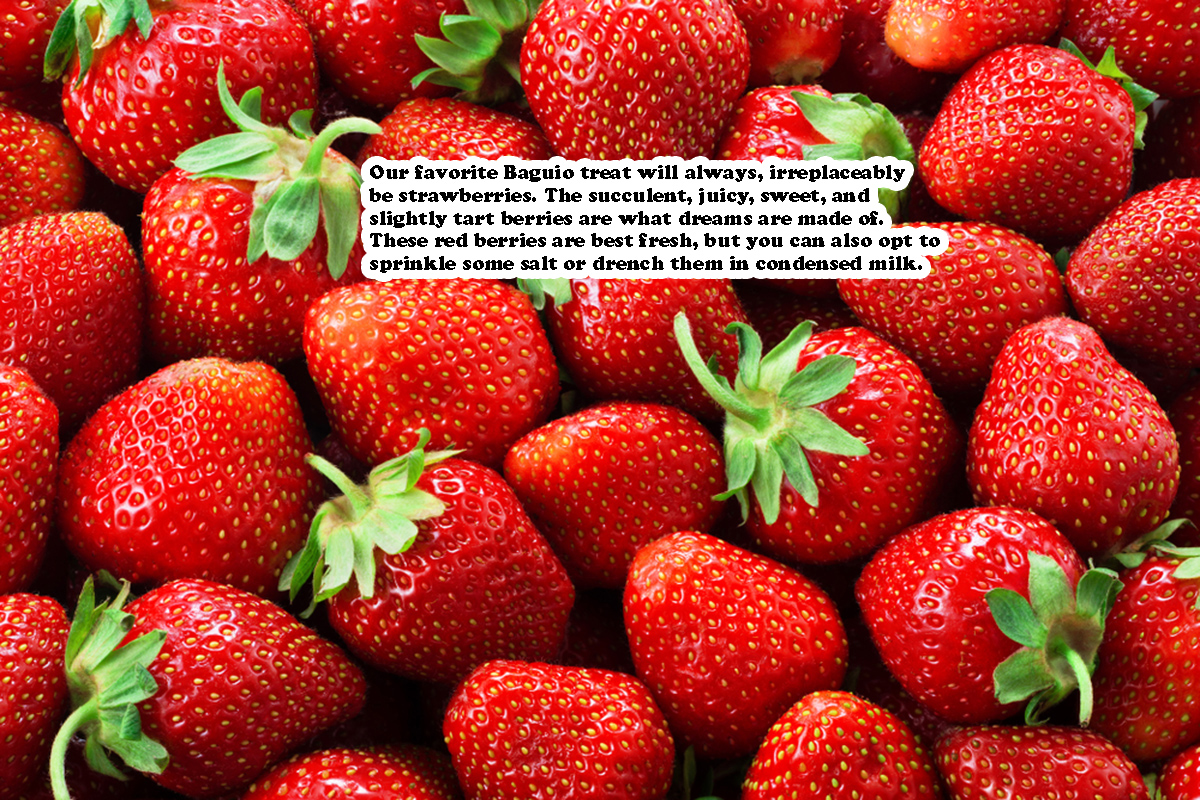 Our favorite Baguio treat will always, irreplaceably
be strawberries. The succulent, juicy, sweet, and
slightly tart berries are what dreams are made of.
These red berries are best fresh, but you can also opt to
sprinkle some salt or drench them in condensed milk.